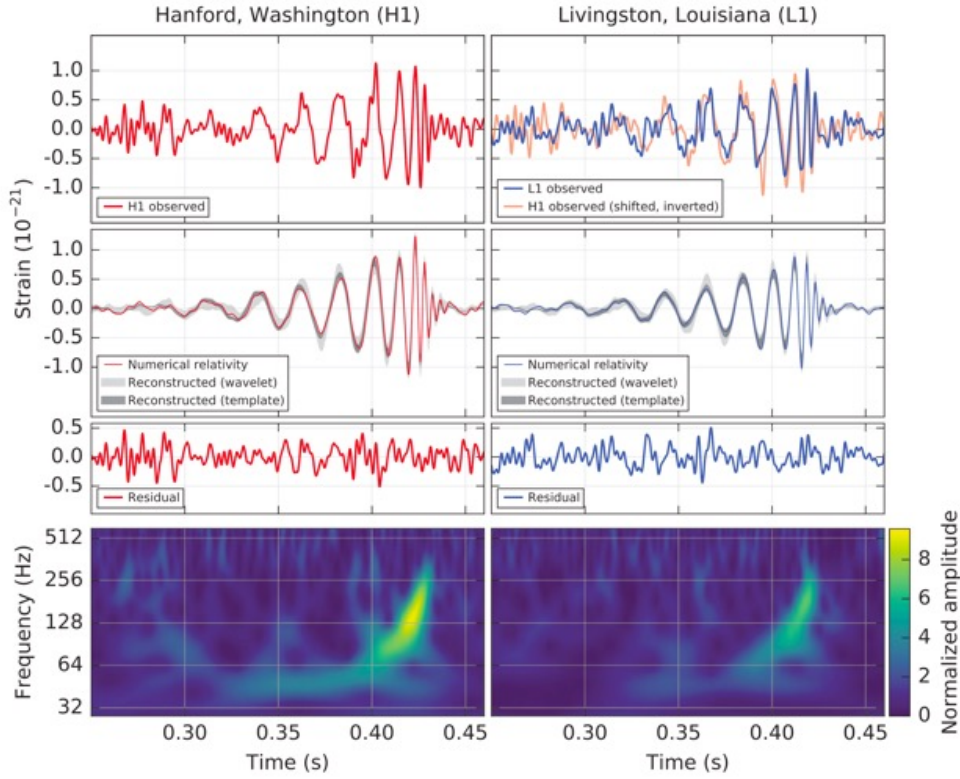 Hanford, Washington (H1)
Livingston, Louisiana (L1)
Strain (10⁻²¹)
1.0
0.5
0.0
-0.5
-1.0
H1 observed
L1 observed
H1 observed (shifted, inverted)
1.0
0.5
0.0
-0.5
-1.0
Numerical relativity
Reconstructed (wavelet)
Reconstructed (template)
Numerical relativity
Reconstructed (wavelet)
Reconstructed (template)
0.5
0.0
-0.5
Residual
Residual
Frequency (Hz)
512
256
128
64
32
Normalized amplitude
8
6
4
2
0
0.30 0.35 0.40 0.45
0.30 0.35 0.40 0.45
Time (s)
Time (s)